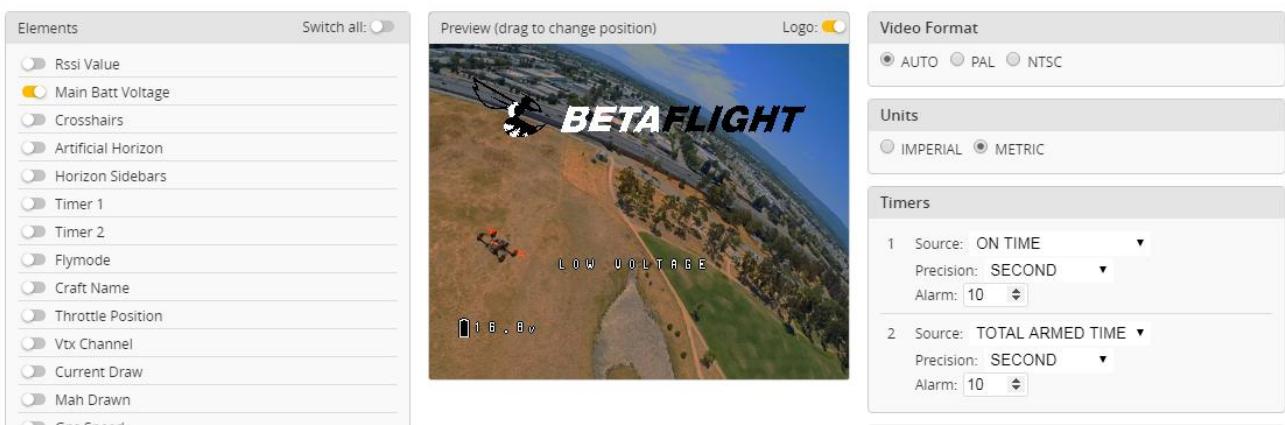 Elements
Switch all:
Rssi Value
Main Batt Voltage
Crosshairs
Artificial Horizon
Horizon Sidebars
Timer 1
Timer 2
Flymode
Craft Name
Throttle Position
Vtx Channel
Current Draw
Mah Drawn
Preview (drag to change position)
Logo:
BETAFLIGHT
LOW VOLTAGE
16.8v
Video Format
AUTO PAL NTSC
Units
IMPERIAL METRIC
Timers
1 Source: ON TIME
Precision: SECOND
Alarm: 10
2 Source: TOTAL ARMED TIME
Precision: SECOND
Alarm: 10